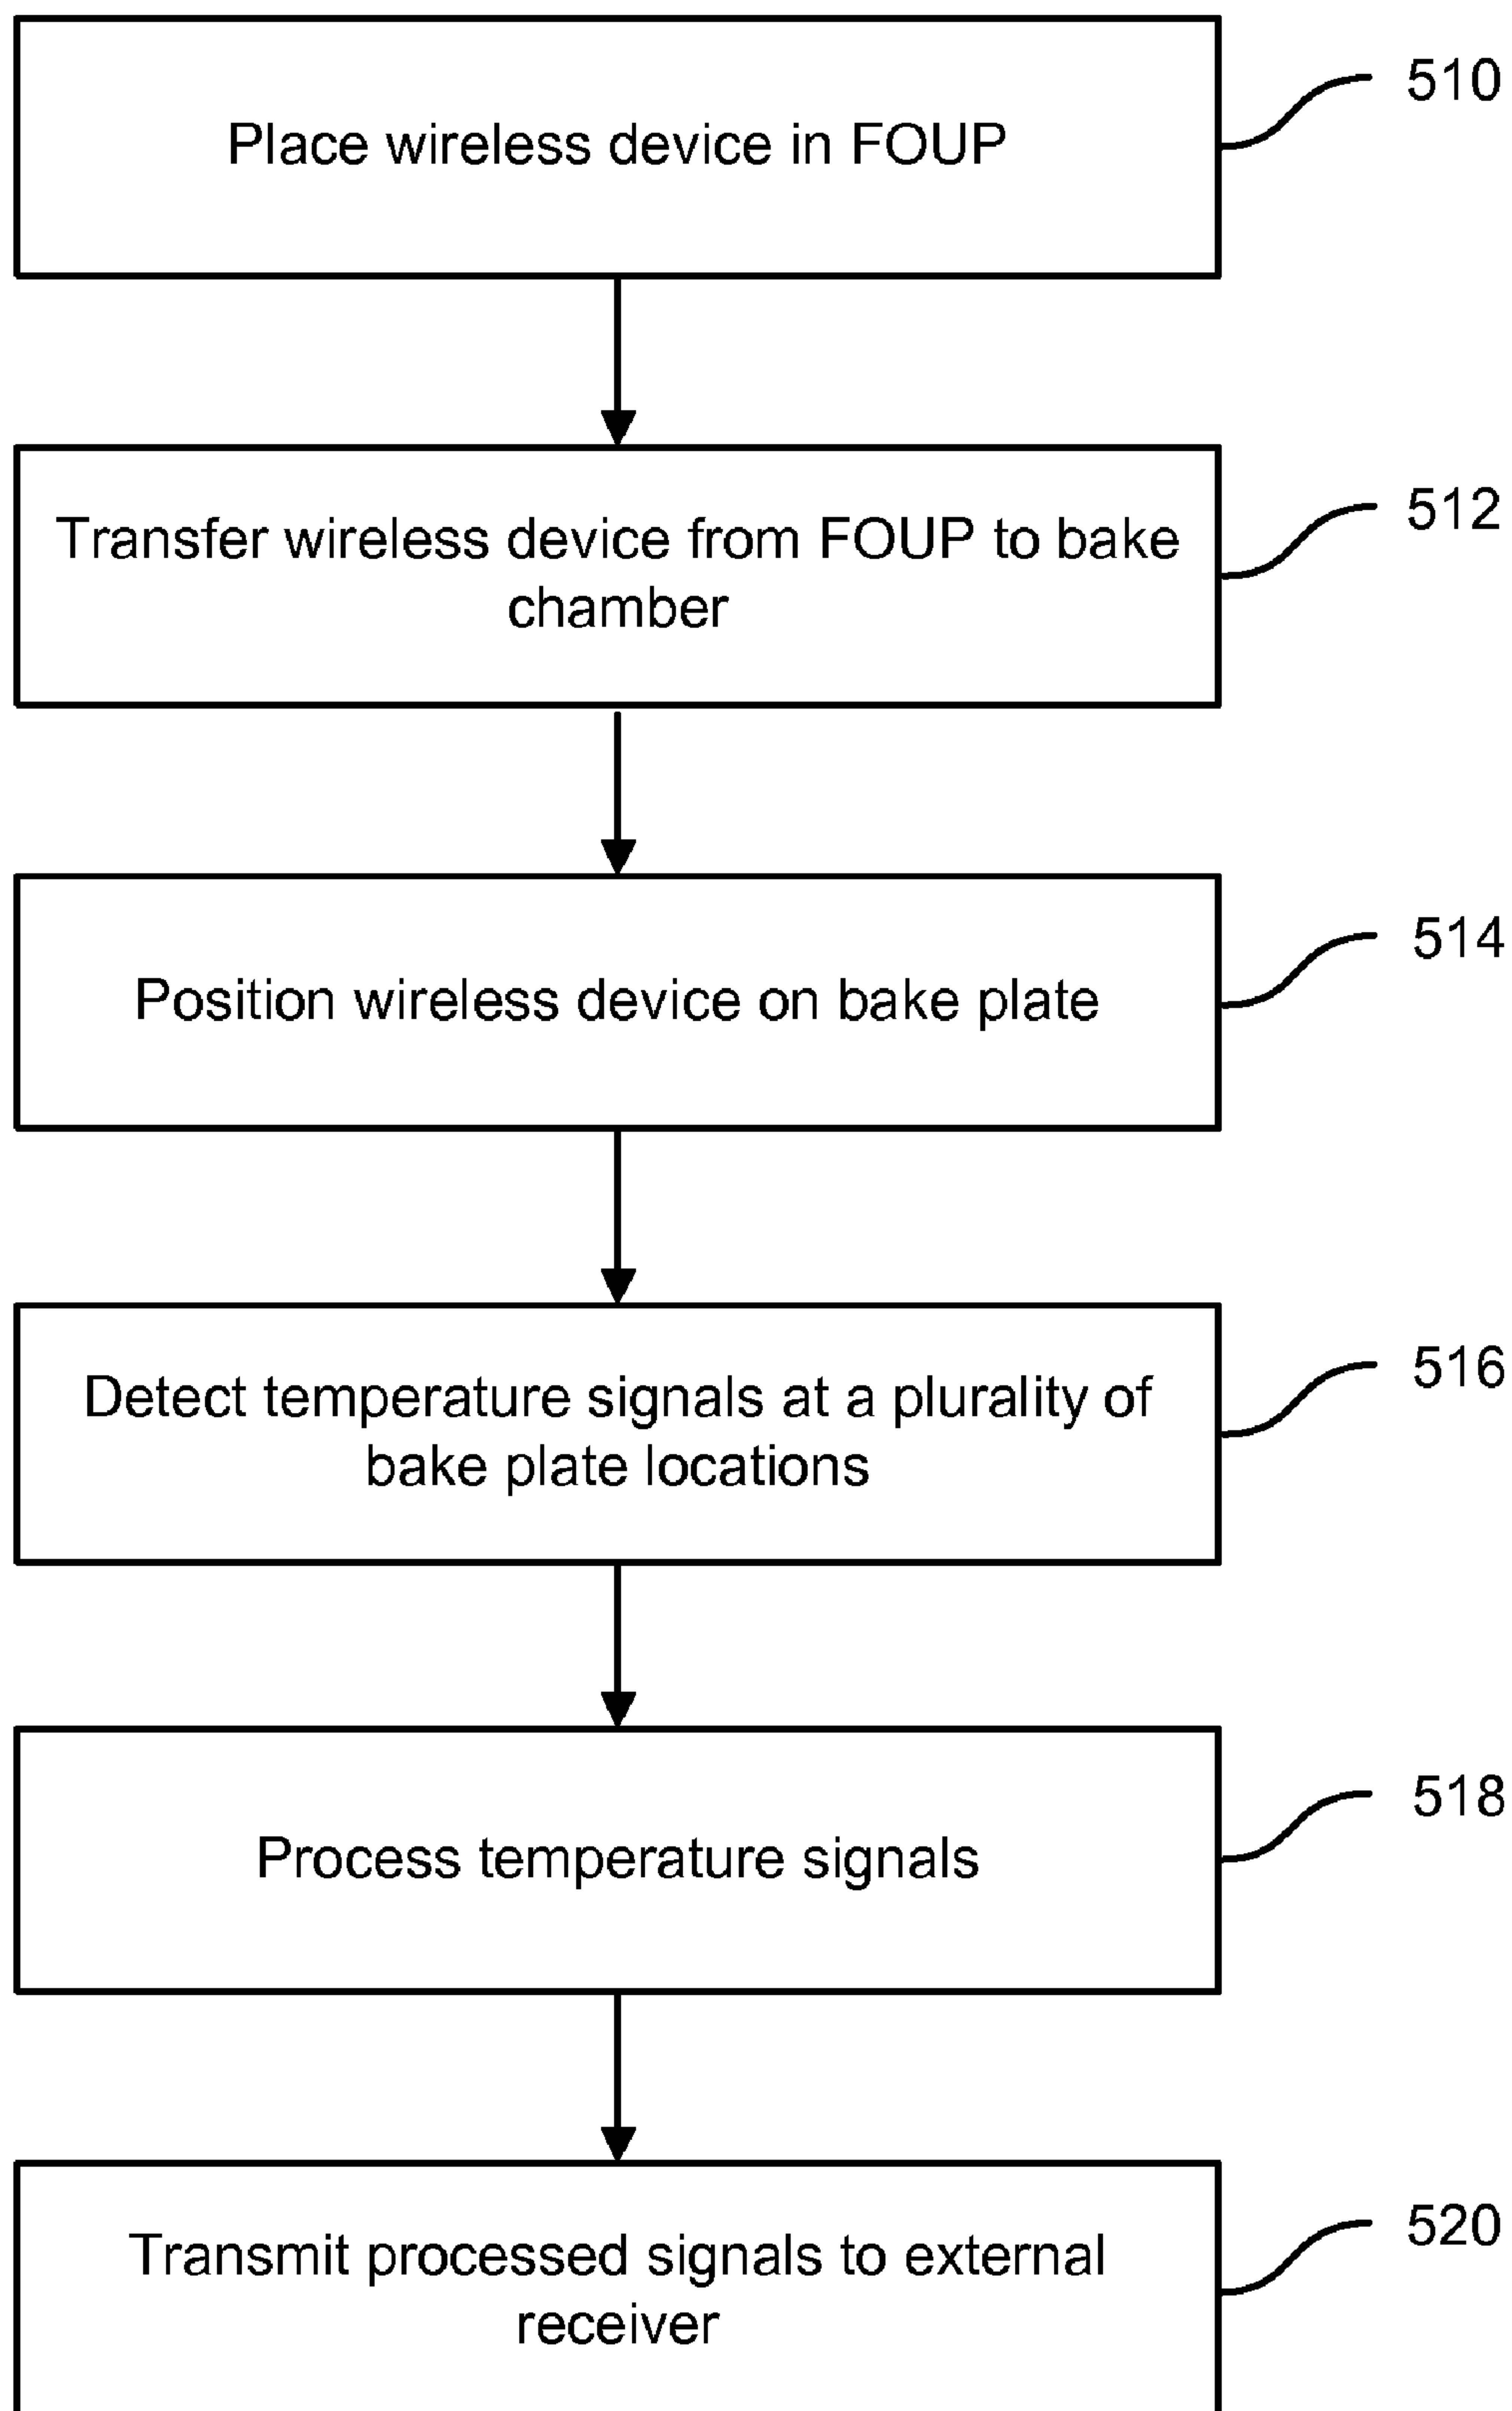 Place wireless device in FOUP
510
Transfer wireless device from FOUP to bake
chamber
512
Position wireless device on bake plate
514
Detect temperature signals at a plurality of
bake plate locations
516
Process temperature signals
518
Transmit processed signals to external
receiver
520